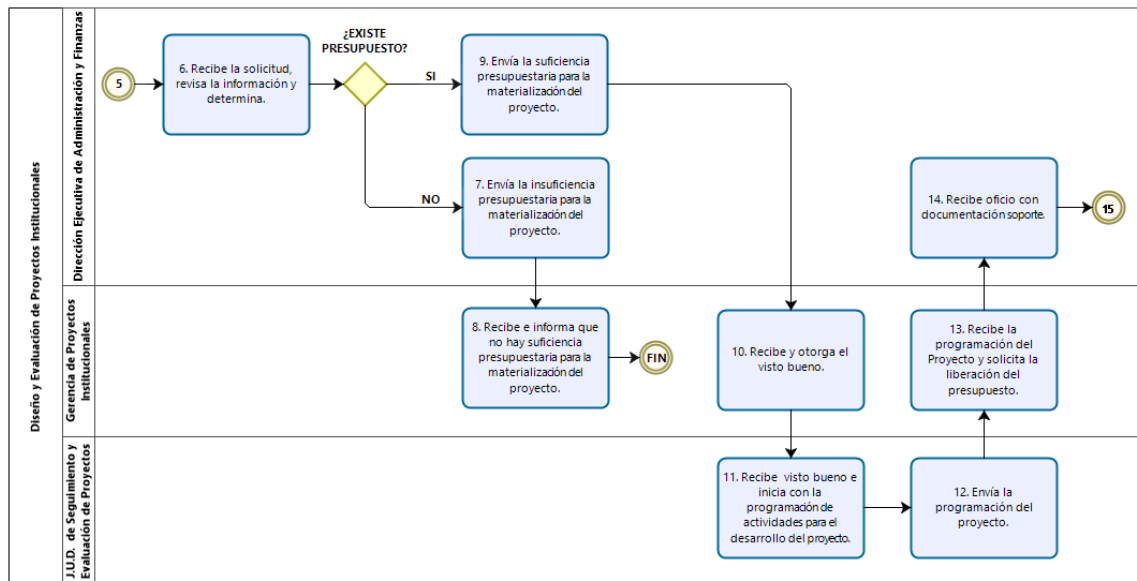 Diseño y Evaluación de Proyectos Institucionales
Dirección Ejecutiva de Administración y Finanzas
5
6. Recibe la solicitud,
revisa la información y
determina.
¿EXISTE
PRESUPUESTO?
SI
9. Envía la suficiencia
presupuestaria para la
materialización del
proyecto.
NO
7. Envía la insuficiencia
presupuestaria para la
materialización del
proyecto.
14. Recibe oficio con
documentación soporte.
15
Gerencia de Proyectos
Institucionales
8. Recibe e informa que
no hay suficiencia
presupuestaria para la
materialización del
proyecto.
FIN
10. Recibe y otorga el
visto bueno.
13. Recibe la
programación del
Proyecto y solicita la
liberación del
presupuesto.
J.U.D. de Seguimiento y
Evaluación de Proyectos
11. Recibe visto bueno e
inicia con la
programación de
actividades para el
desarrollo del proyecto.
12. Envía la
programación del
proyecto.